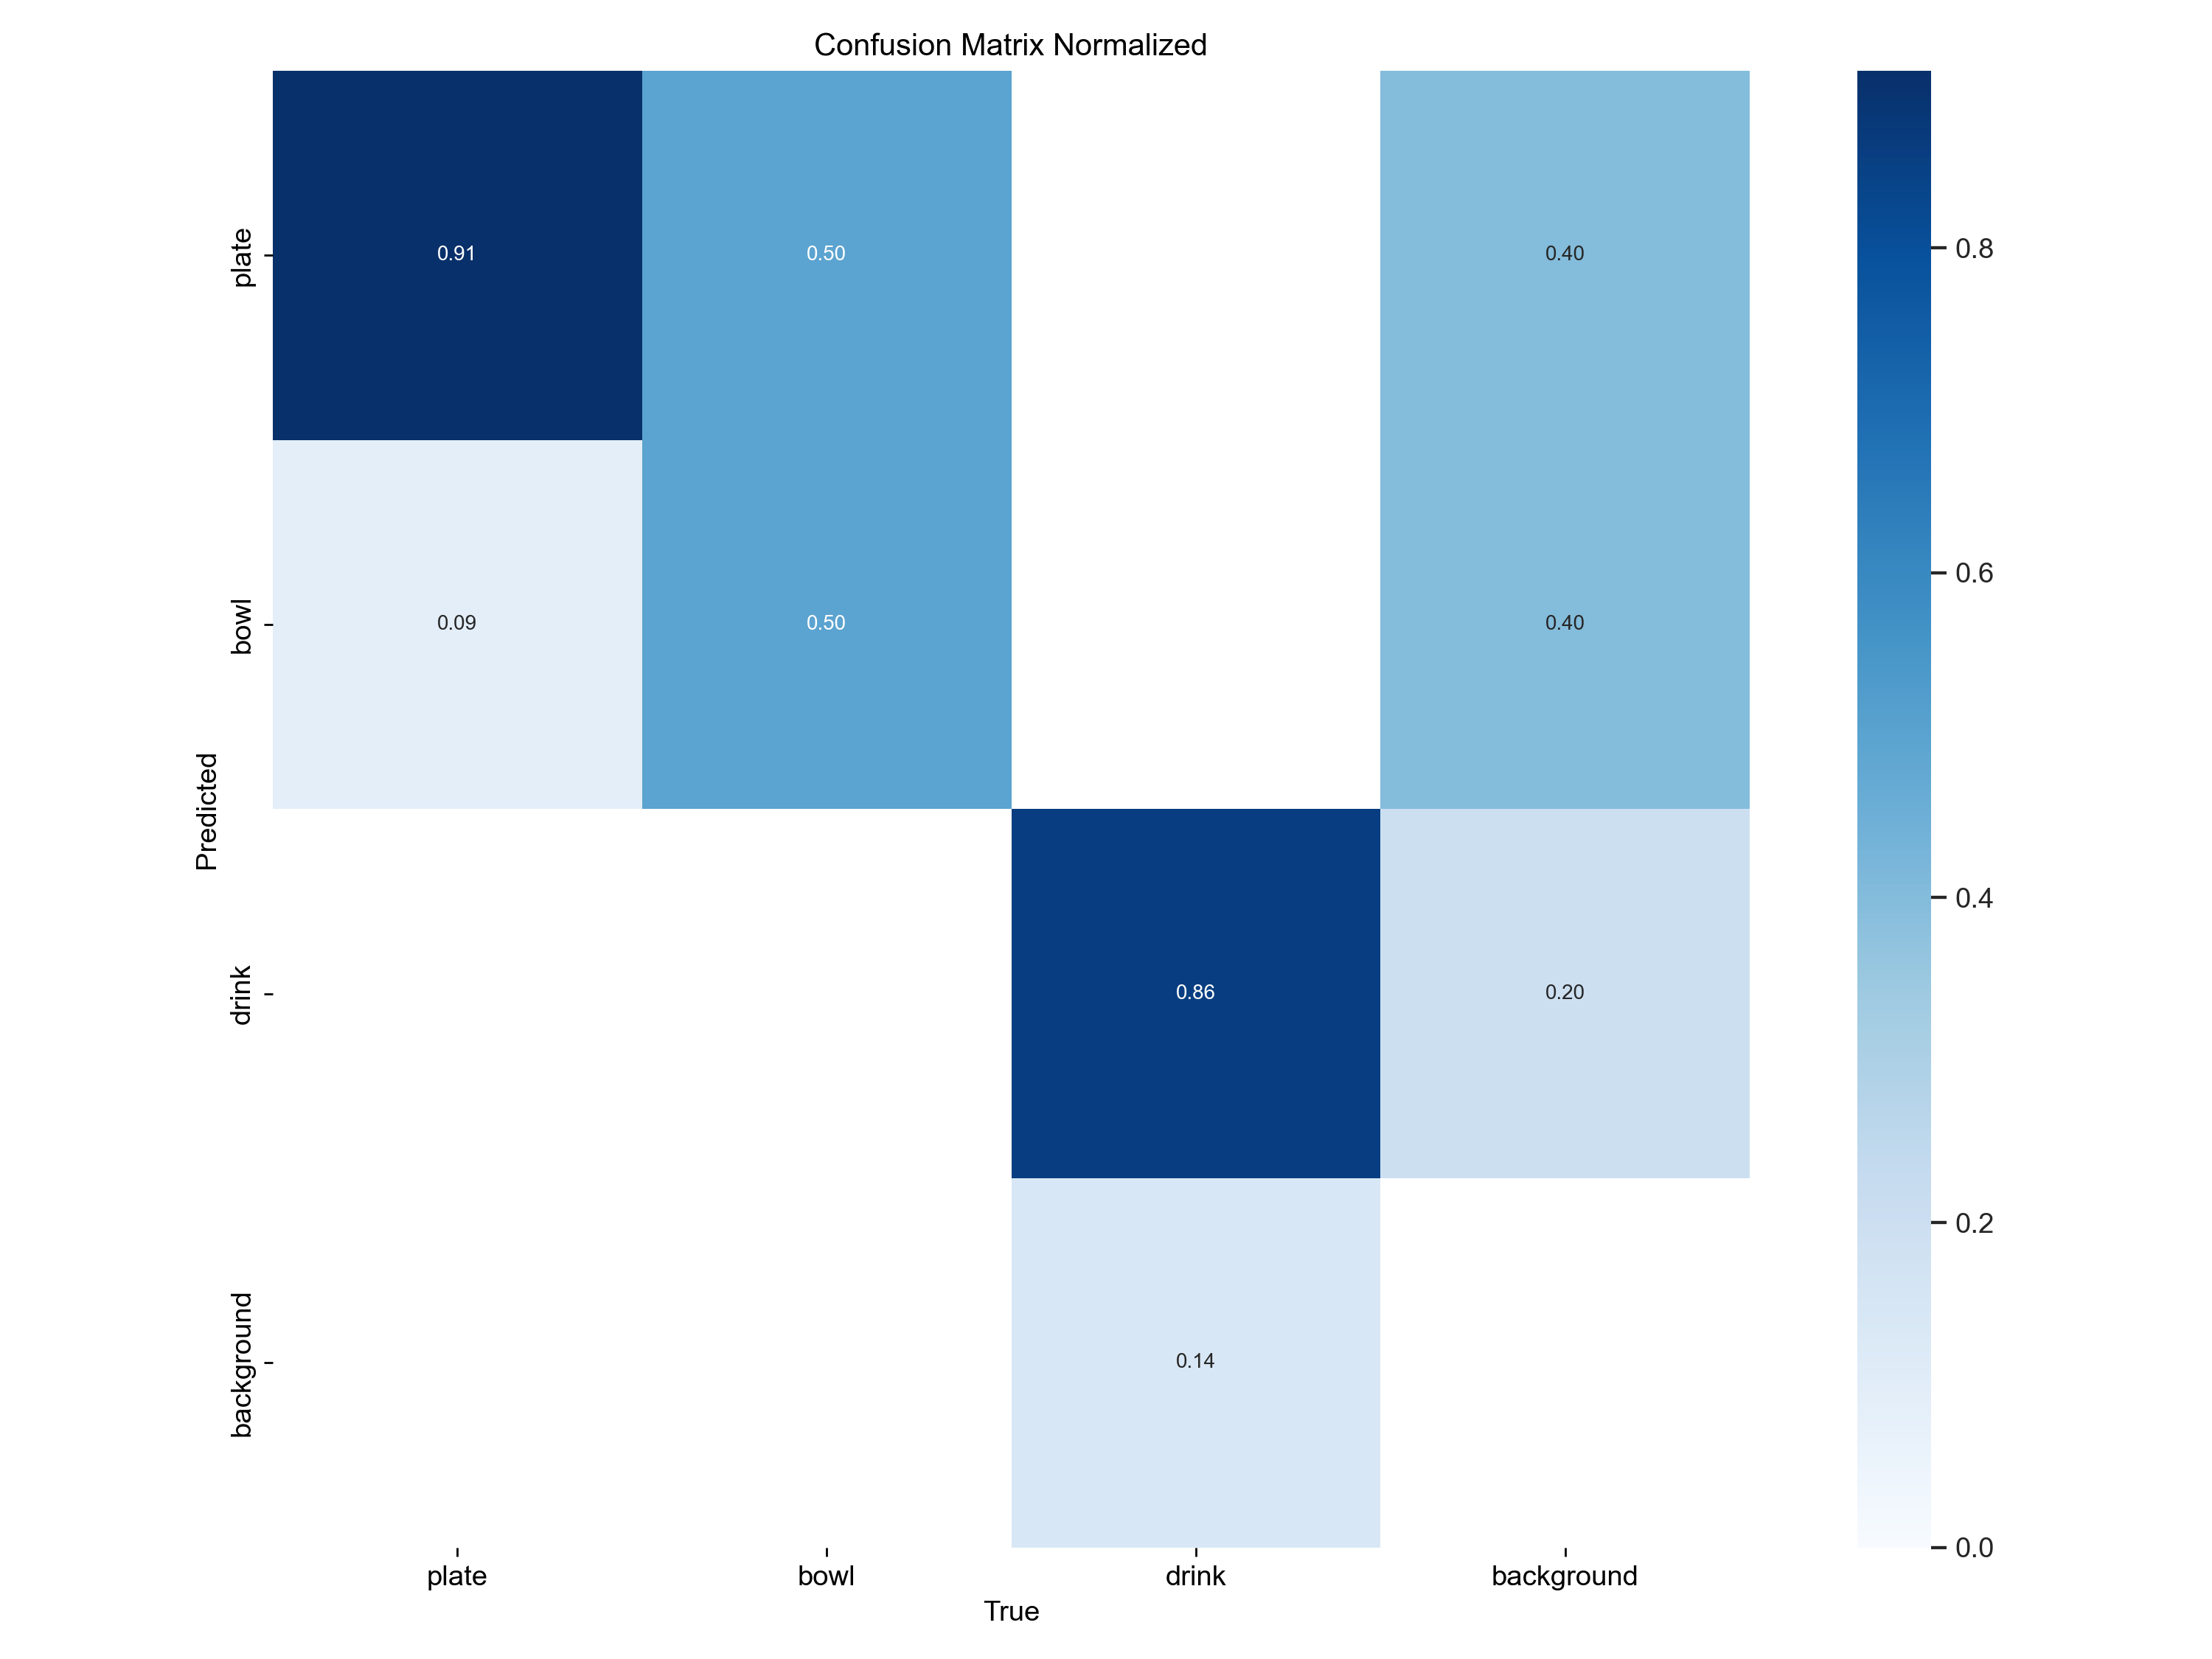 Confusion Matrix Normalized
plate
0.91
0.50
0.40
bowl
0.09
0.50
0.40
drink
0.86
0.20
background
0.14
Predicted
plate
bowl
drink
background
True
0.8
0.6
0.4
0.2
0.0